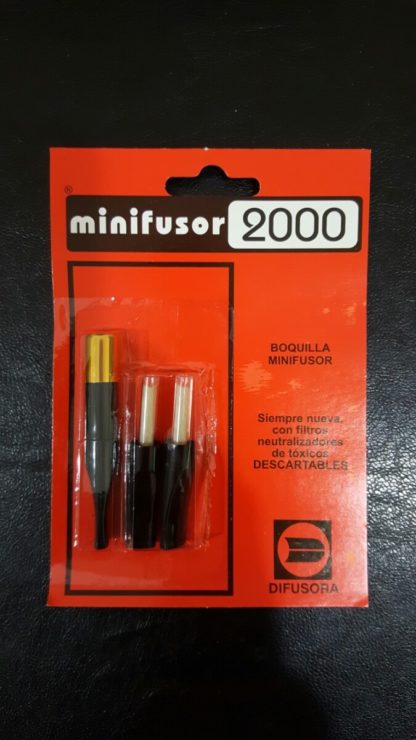 ®
minifusor 2000
BOQUILLA
MINIFUSOR
Siempre nueva,
con filtros
neutralizadores
de tóxicos
DESCARTABLES
DIFUSORA